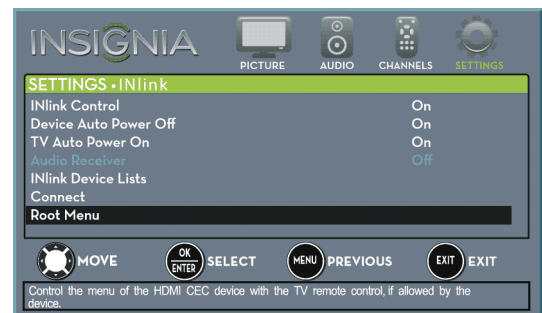 INSIGNIA
PICTURE AUDIO CHANNELS SETTINGS
SETTINGS • INlink
INlink Control On
Device Auto Power Off On
TV Auto Power On On
Audio Receiver Off
INlink Device Lists
Connect
Root Menu
MOVE OK ENTER SELECT MENU PREVIOUS EXIT EXIT
Control the menu of the HDMI CEC device with the TV remote control, if allowed by the
device.